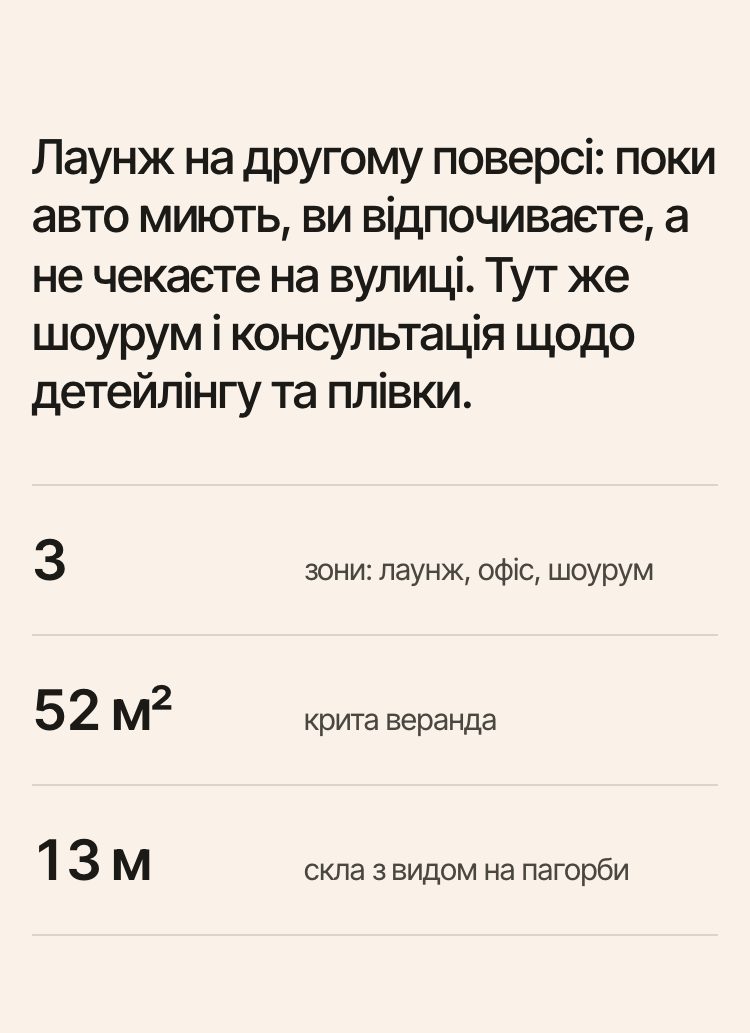 Лаунж на другому поверсі: поки
авто миють, ви відпочиваєте, а
не чекаєте на вулиці. Тут же
шоурум і консультація щодо
детейлінгу та плівки.
3 зони: лаунж, офіс, шоурум
52 м² крита веранда
13 м скла з видом на пагорби